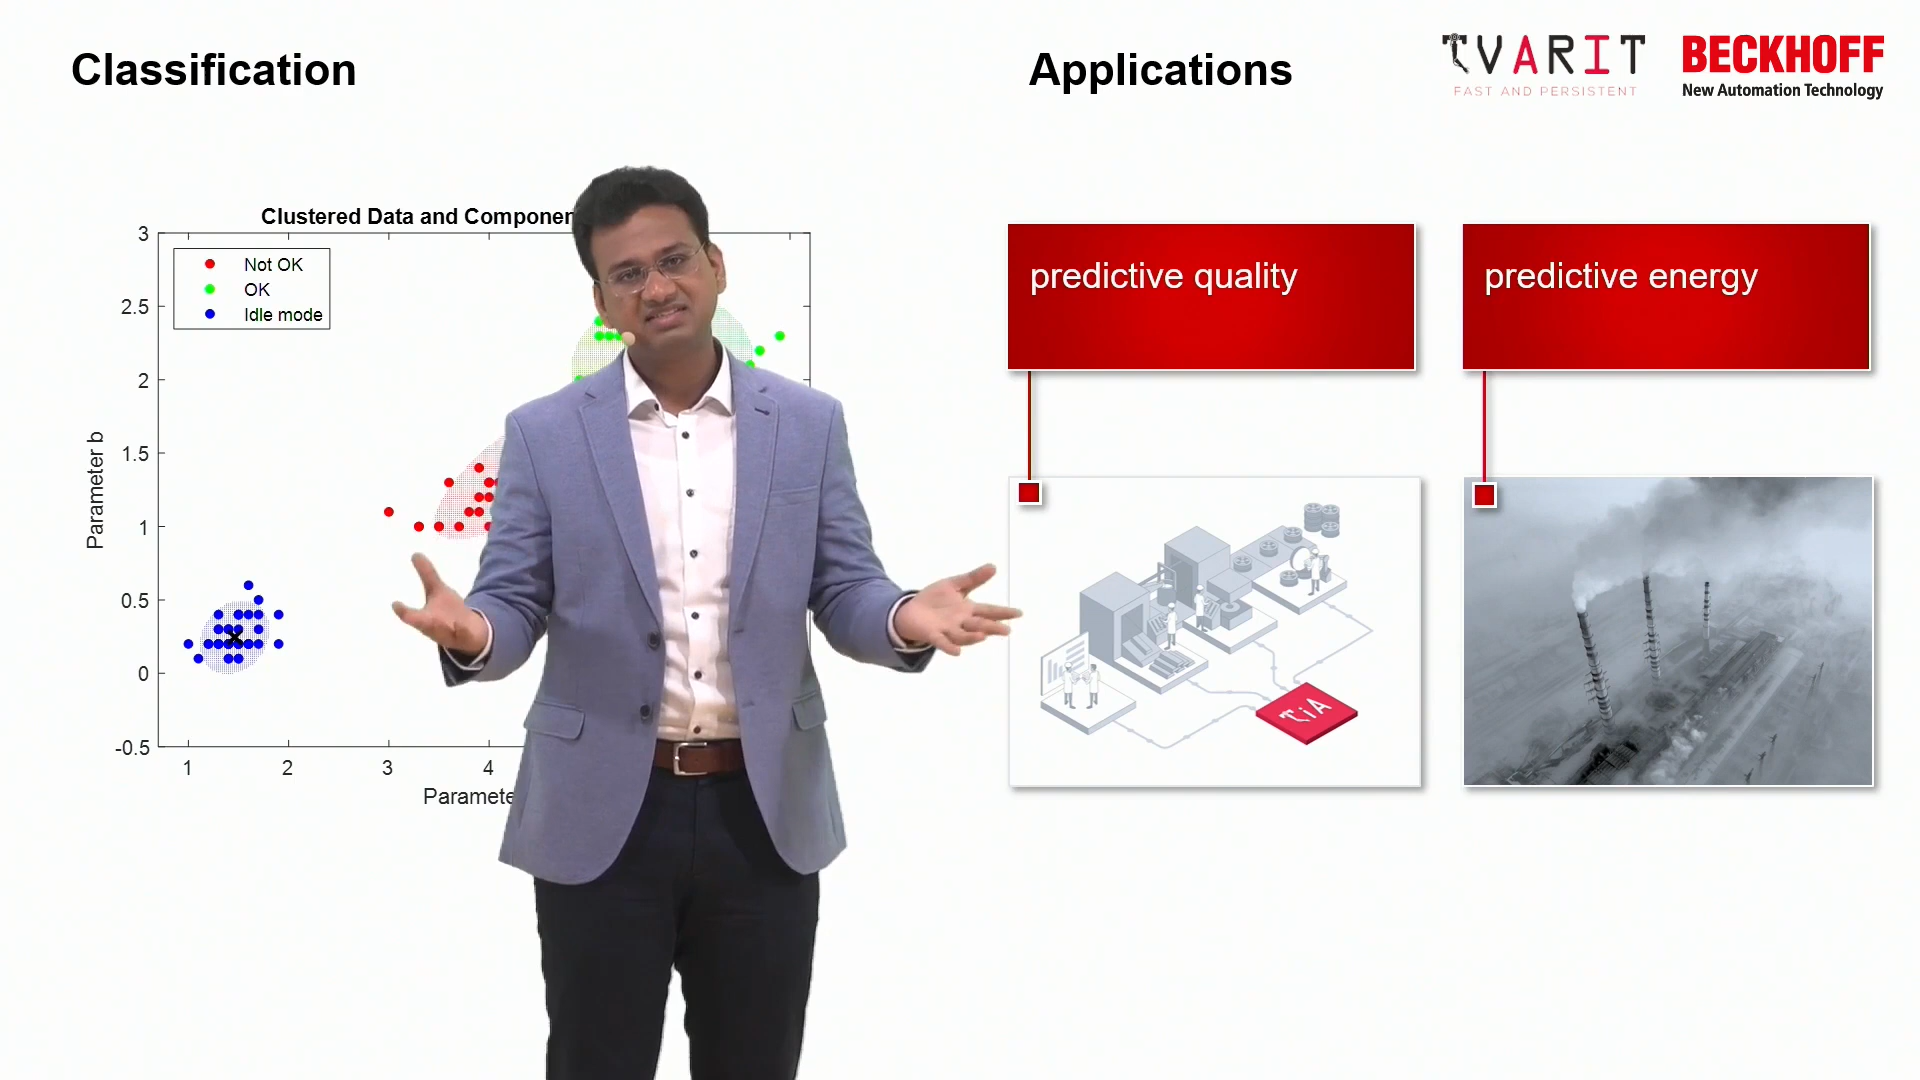 Classification
Applications
TVARIT
FAST AND PERSISTENT
BECKHOFF
New Automation Technology
Clustered Data and Componen
3
2.5
2
1.5
1
0.5
0
-0.5
Not OK
OK
Idle mode
Parameter b
1 2 3 4
Paramete
predictive quality
predictive energy
TiA